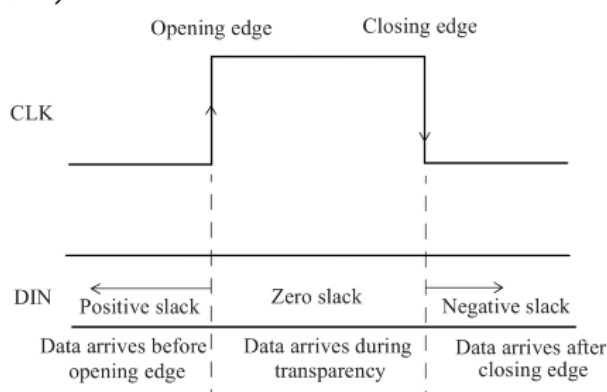 Opening edge
Closing edge
CLK
DIN
Positive slack
Zero slack
Negative slack
Data arrives before
opening edge
Data arrives during
transparency
Data arrives after
closing edge